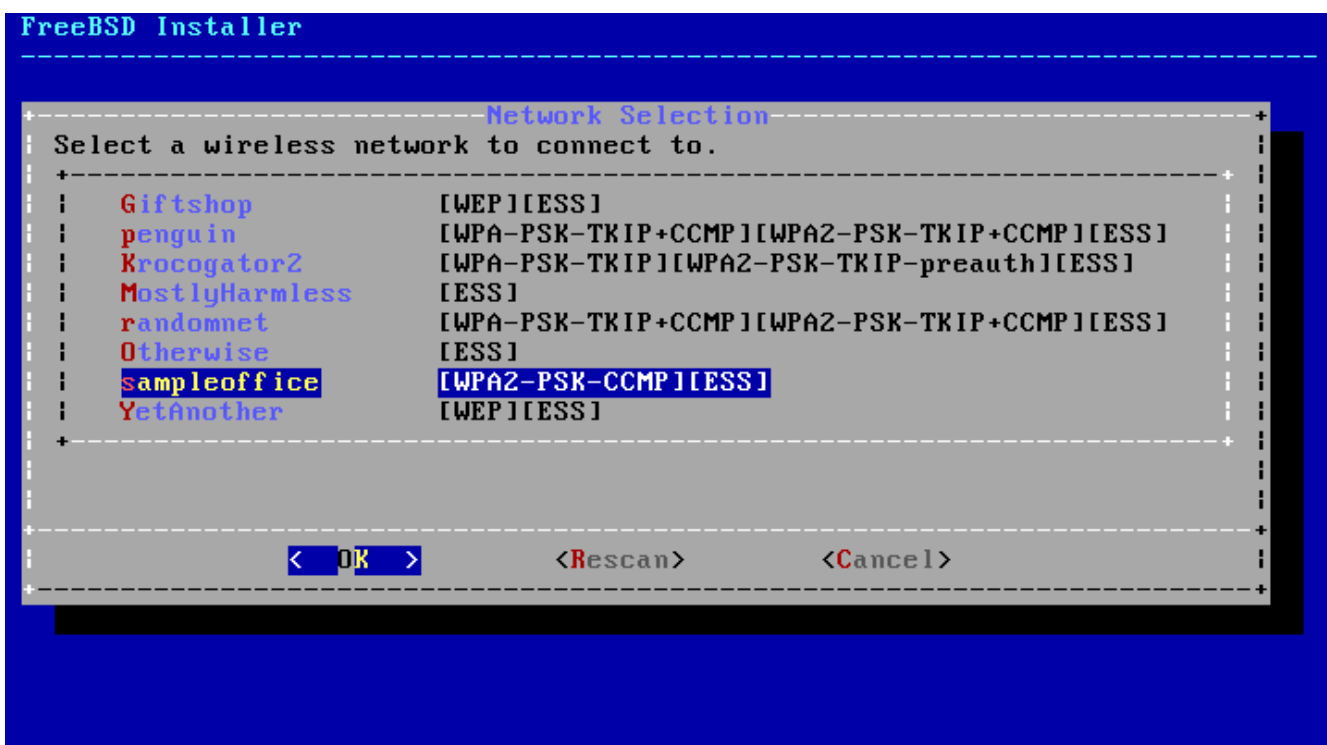 FreeBSD Installer
Network Selection
Select a wireless network to connect to.
Giftshop [WEP][ESS]
penguin [WPA-PSK-TKIP+CCMP][WPA2-PSK-TKIP+CCMP][ESS]
Krocogator2 [WPA-PSK-TKIP][WPA2-PSK-TKIP-preauth][ESS]
MostlyHarmless [ESS]
randomnet [WPA-PSK-TKIP+CCMP][WPA2-PSK-TKIP+CCMP][ESS]
Otherwise [ESS]
sampleoffice [WPA2-PSK-CCMP][ESS]
YetAnother [WEP][ESS]
< OK > <Rescan> <Cancel>